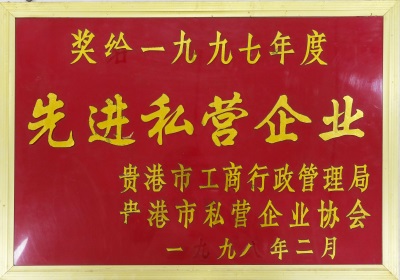 奖给一九九七年度
先进私营企业
贵港市工商行政管理局
贵港市私营企业协会
一九九八年二月